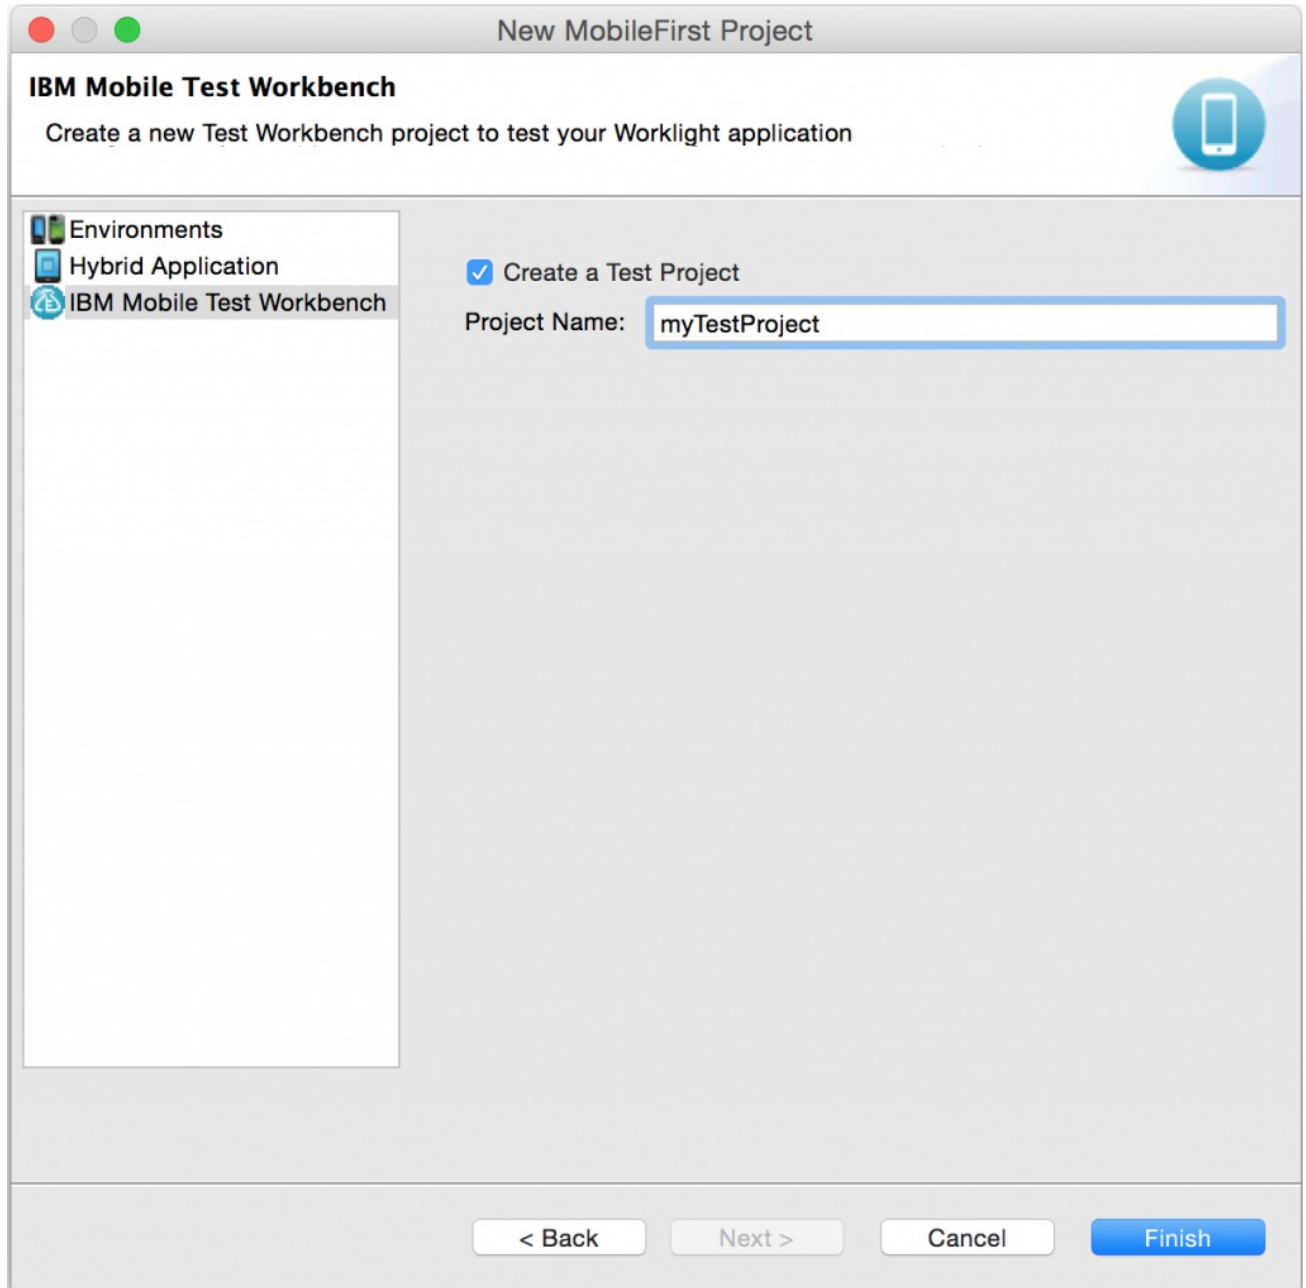 New MobileFirst Project
IBM Mobile Test Workbench
Create a new Test Workbench project to test your Worklight application
Environments
Hybrid Application
IBM Mobile Test Workbench
Create a Test Project
Project Name: myTestProject
< Back Next > Cancel Finish